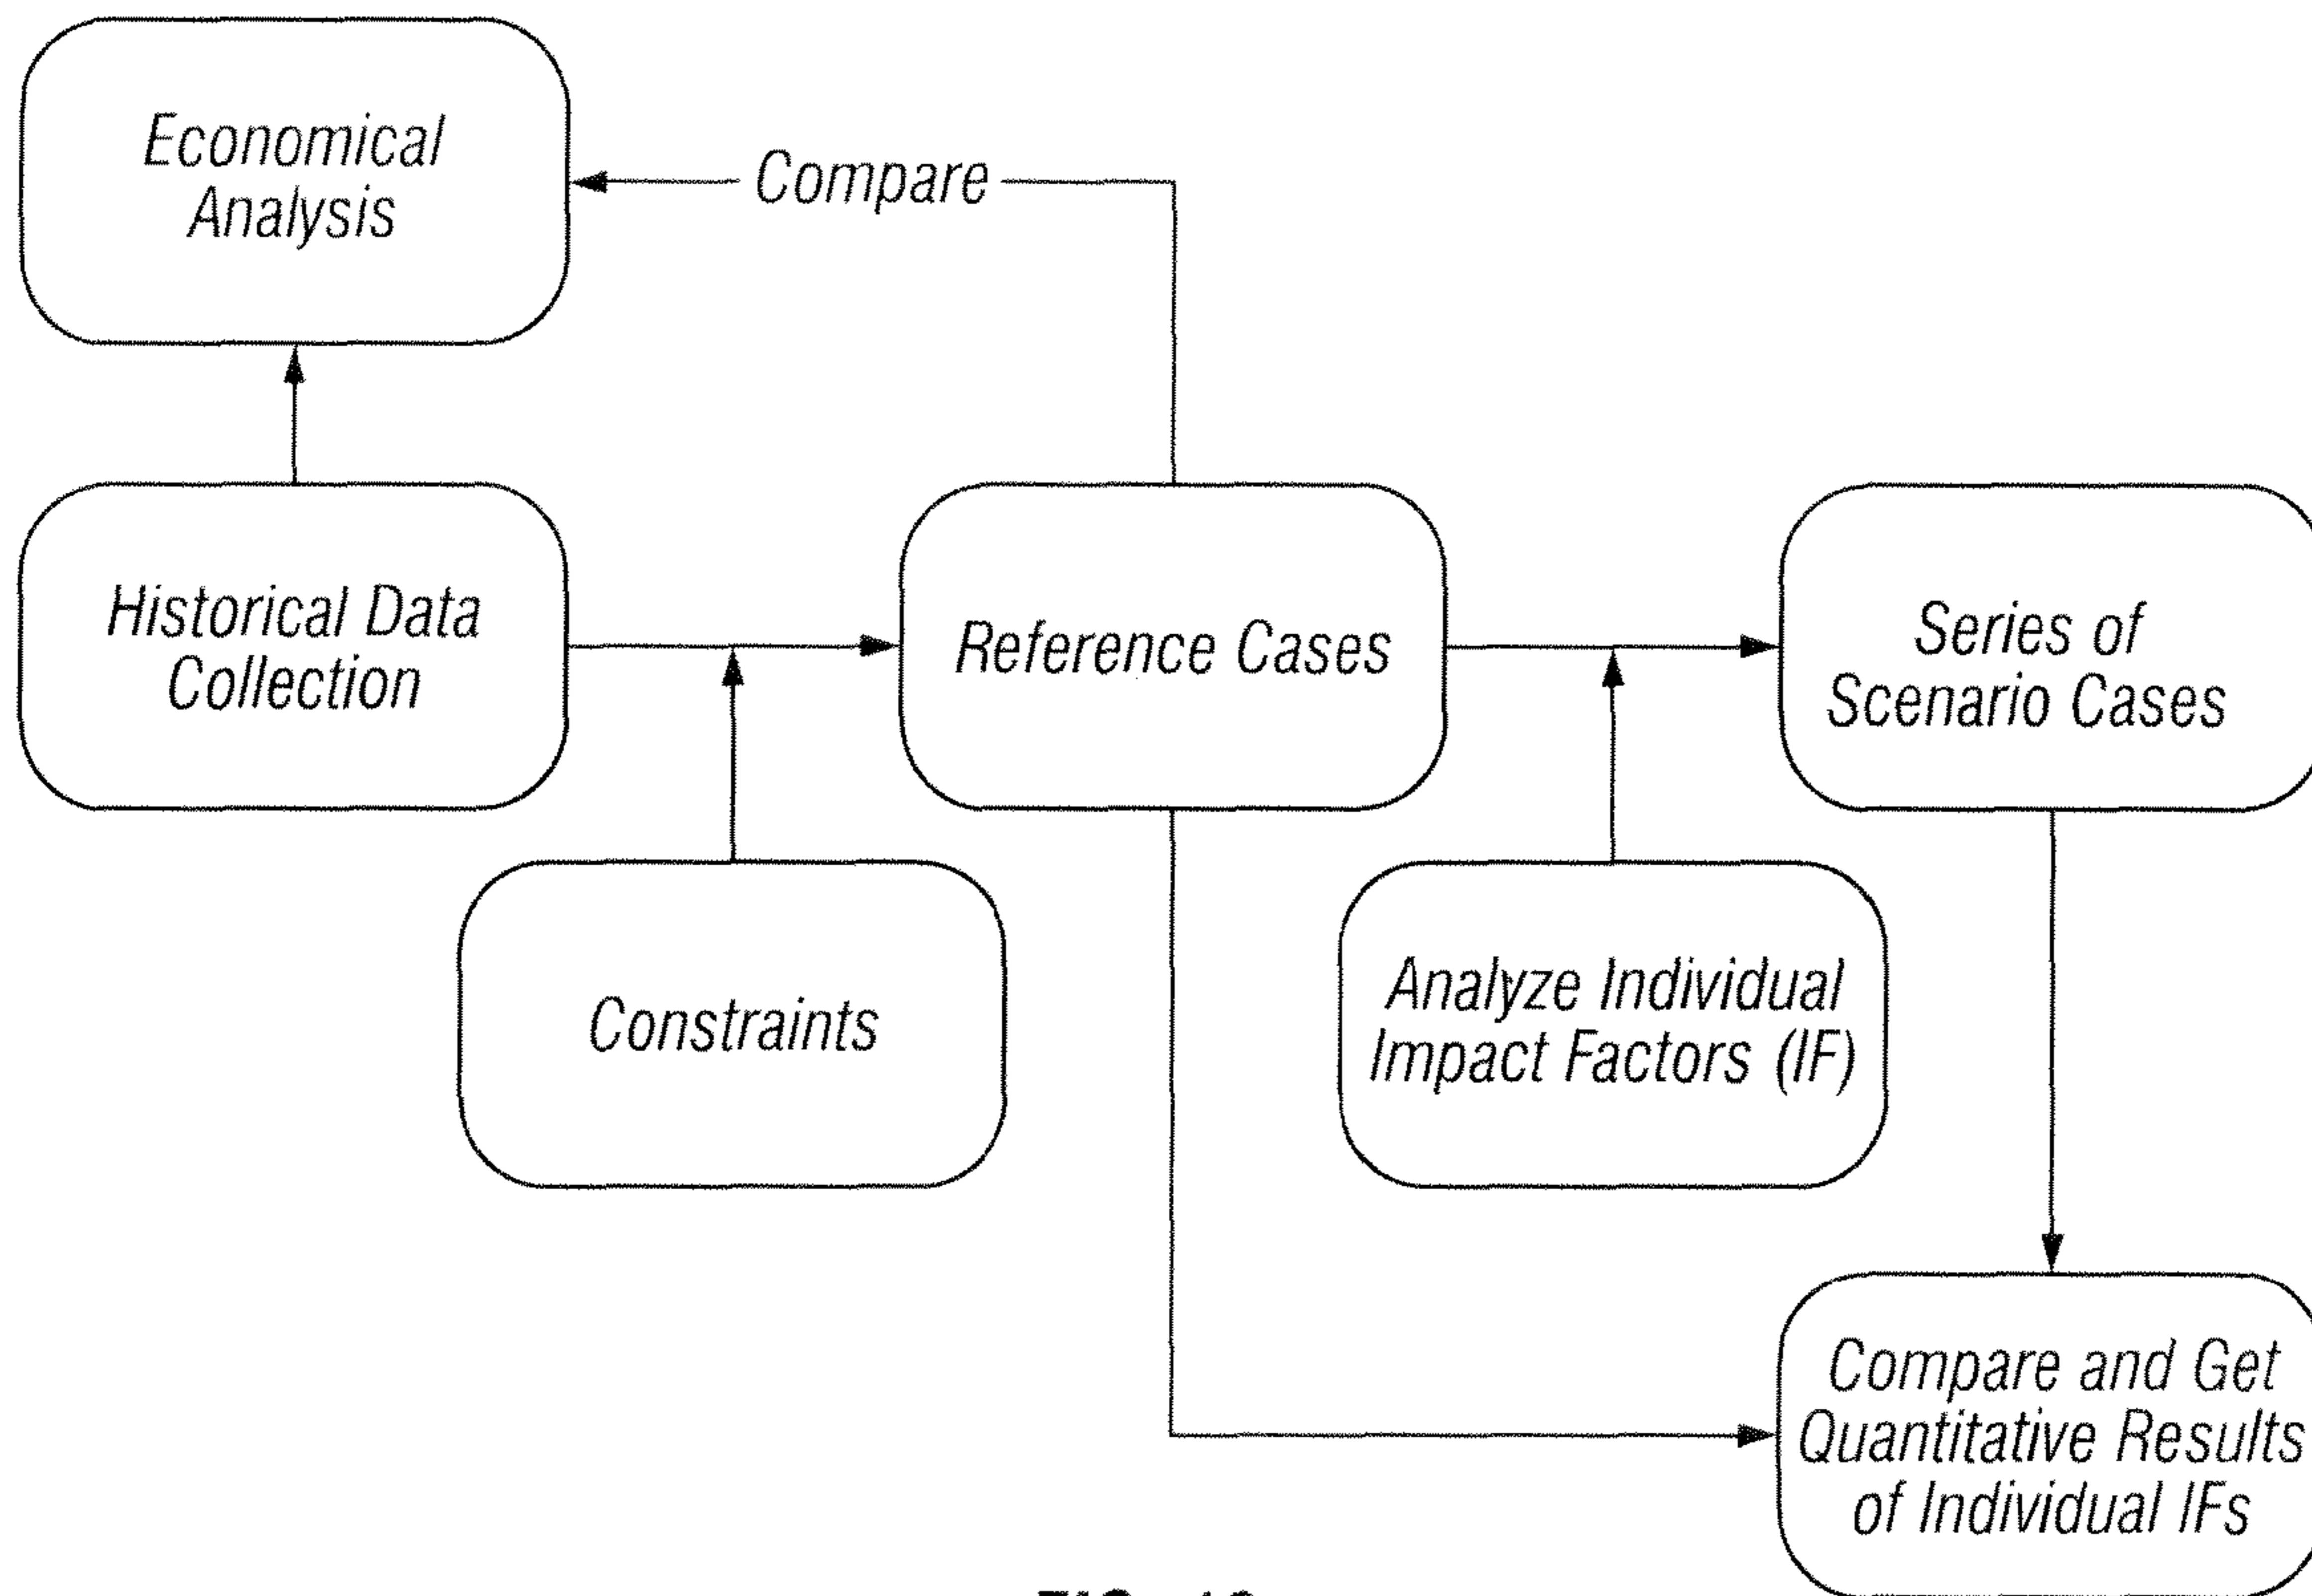 Economical
Analysis
Compare
Historical Data
Collection
Reference Cases
Series of
Scenario Cases
Constraints
Analyze Individual
Impact Factors (IF)
Compare and Get
Quantitative Results
of Individual IFs